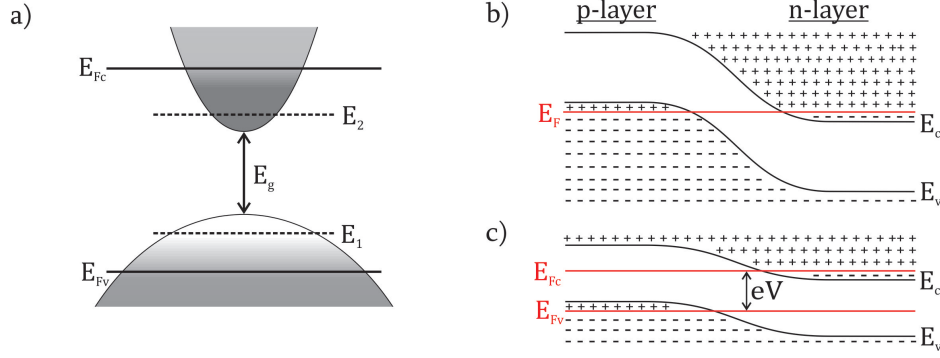 a)
E_Fc
E_2
E_g
E_1
E_Fv
b)
p-layer
n-layer
E_F
E_c
E_v
c)
E_Fc
E_Fv
eV
E_c
E_v